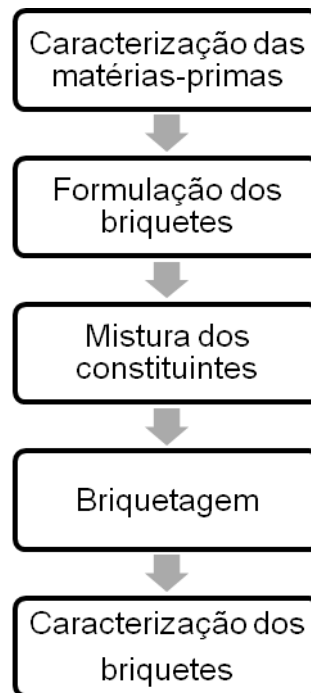 Caracterização das
matérias-primas
Formulação dos
briquetes
Mistura dos
constituintes
Briquetagem
Caracterização dos
briquetes